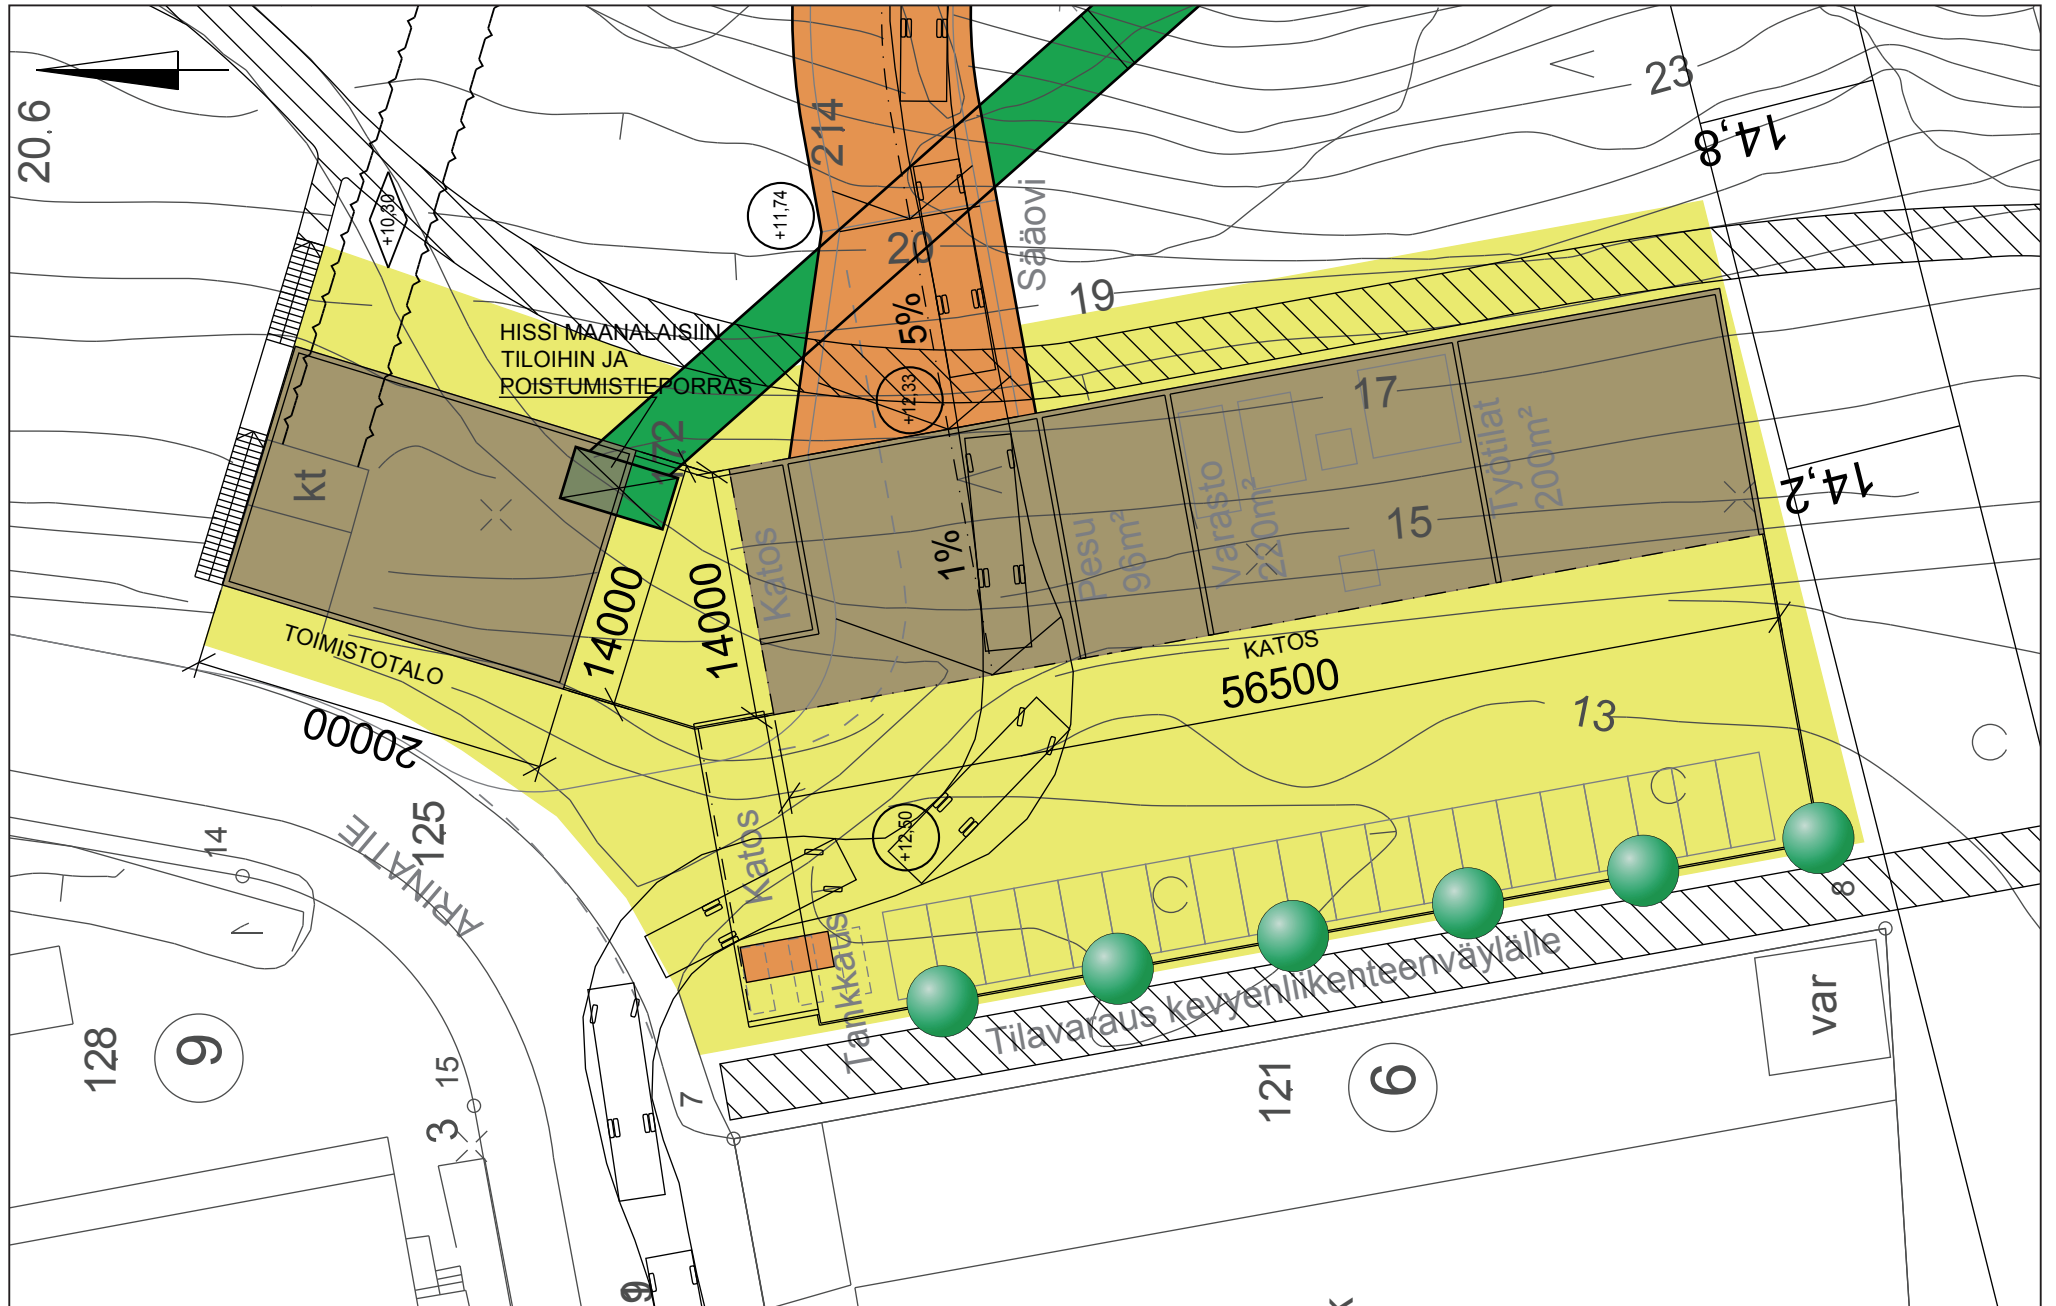 20.6
+10,30
214
+11,74
20
Sääovi
19
23
14,8
5%
HISSI MAANALAISIIN
TILOIHIN JA
POISTUMISTIEPORRAS
+12,33
172
kt
17
15
Työtilat
200m²
14,2
Varasto
220m²
Pesu
96m²
1%
Katos
14000
14000
TOIMISTOTALO
20000
KATOS
56500
13
125
ARINATIE
14
Katos
+12,50
Tankkaus
Tilavaraus kevyenliikenteenväylälle
8
var
128
9
15
3
7
121
6
9